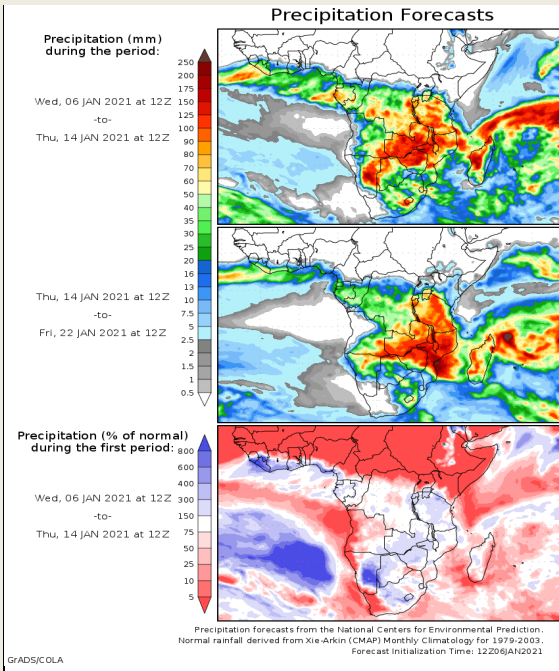 Precipitation Forecasts
Precipitation (mm)
during the period:
Wed, 06 JAN 2021 at 12Z
-to-
Thu, 14 JAN 2021 at 12Z
250
200
175
150
125
100
90
80
70
60
50
40
35
30
25
20
16
13
10
7.5
5
2.5
2
1.5
1
0.5
Thu, 14 JAN 2021 at 12Z
-to-
Fri, 22 JAN 2021 at 12Z
Precipitation (% of normal)
during the first period:
Wed, 06 JAN 2021 at 12Z
-to-
Thu, 14 JAN 2021 at 12Z
800
600
400
300
150
75
50
25
10
5
Precipitation forecasts from the National Centers for Environmental Prediction.
Normal rainfall derived from Xie-Arkin (CMAP) Monthly Climatology for 1979-2003.
Forecast Initialization Time: 12Z06JAN2021
GrADS/COLA